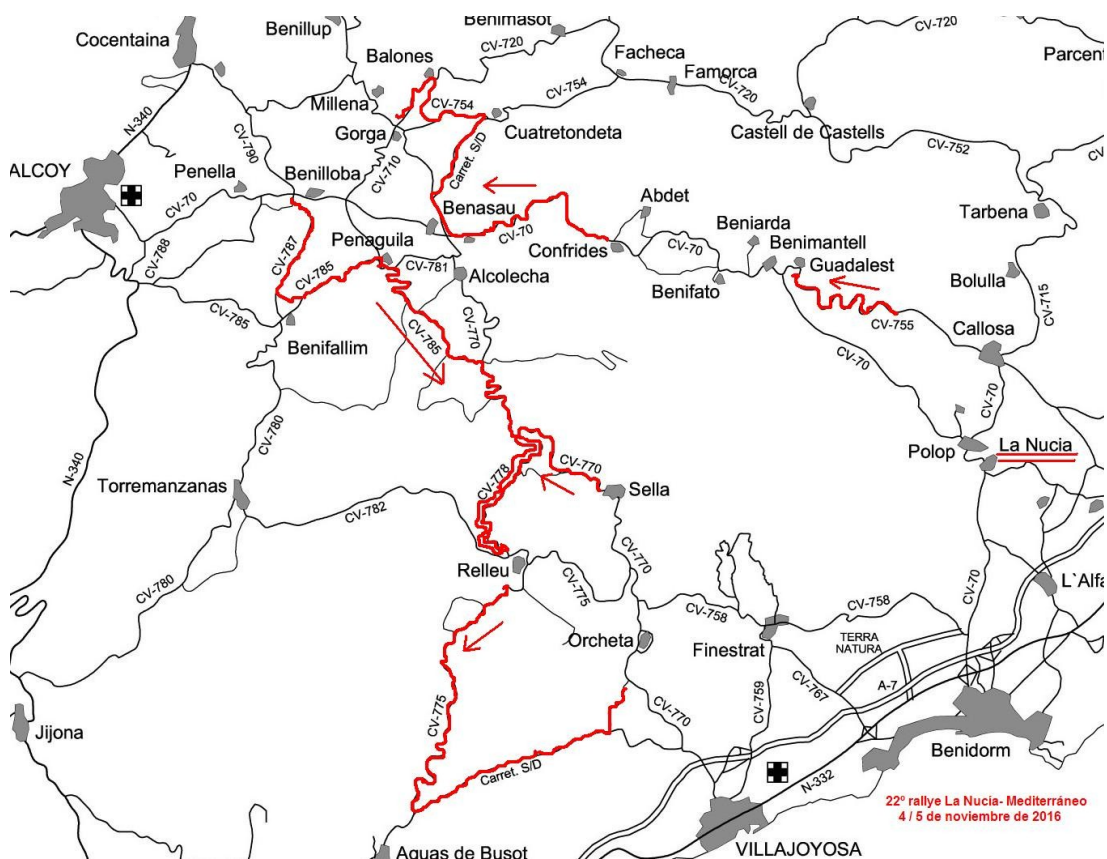 Benimasot
CV-720
Benillup
Cocentaina
CV-720
Balones
Facheca
Parcent
Famorca
CV-754
CV-720
Millena
CV-754
N-340
Gorga
Cuatretondeta
Castell de Castells
CV-790
Carret. S/D
CV-752
ALCOY
Penella
Benilloba
CV-710
Abdet
CV-70
Tarbena
Benasau
Beniarda
CV-70
Confrides
CV-70
Benimantell
CV-788
CV-787
Penaguila
CV-781
Guadalest
CV-785
Alcolecha
Benifato
Bolulla
CV-715
CV-785
CV-755
Callosa
Benifallim
CV-785
CV-770
CV-70
CV-70
CV-780
Polop
La Nucia
N-340
CV-778
CV-770
Sella
Torremanzanas
CV-782
CV-770
Relleu
CV-780
CV-775
CV-70
L`Alfa
CV-758
CV-758
Orcheta
Finestrat
TERRA
NATURA
CV-775
CV-759
CV-767
A-7
CV-770
Jijona
Benidorm
Carret. S/D
N-332
22º rallye La Nucia- Mediterráneo
4 / 5 de noviembre de 2016
Aguas de Busot
VILLAJOYOSA